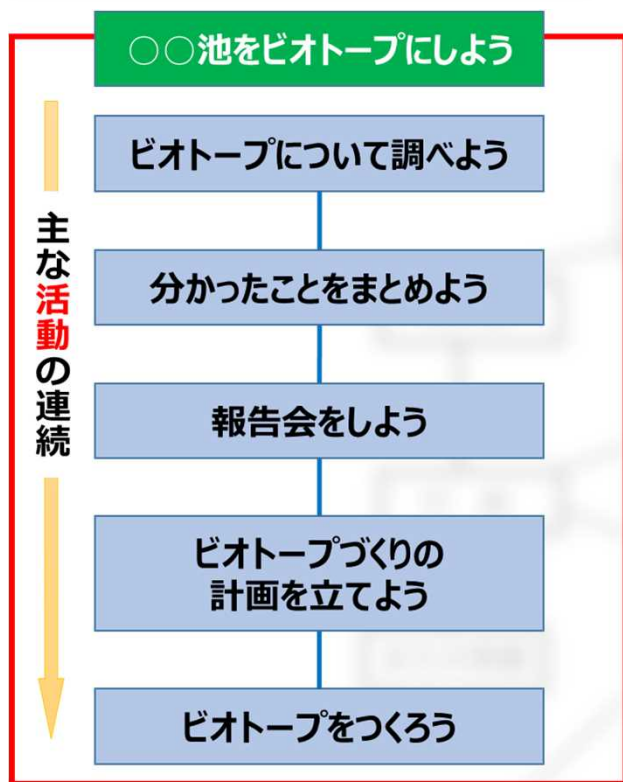 ○○池をビオトープにしよう
主な活動の連続
ビオトープについて調べよう
分かったことをまとめよう
報告会をしよう
ビオトープづくりの
計画を立てよう
ビオトープをつくろう